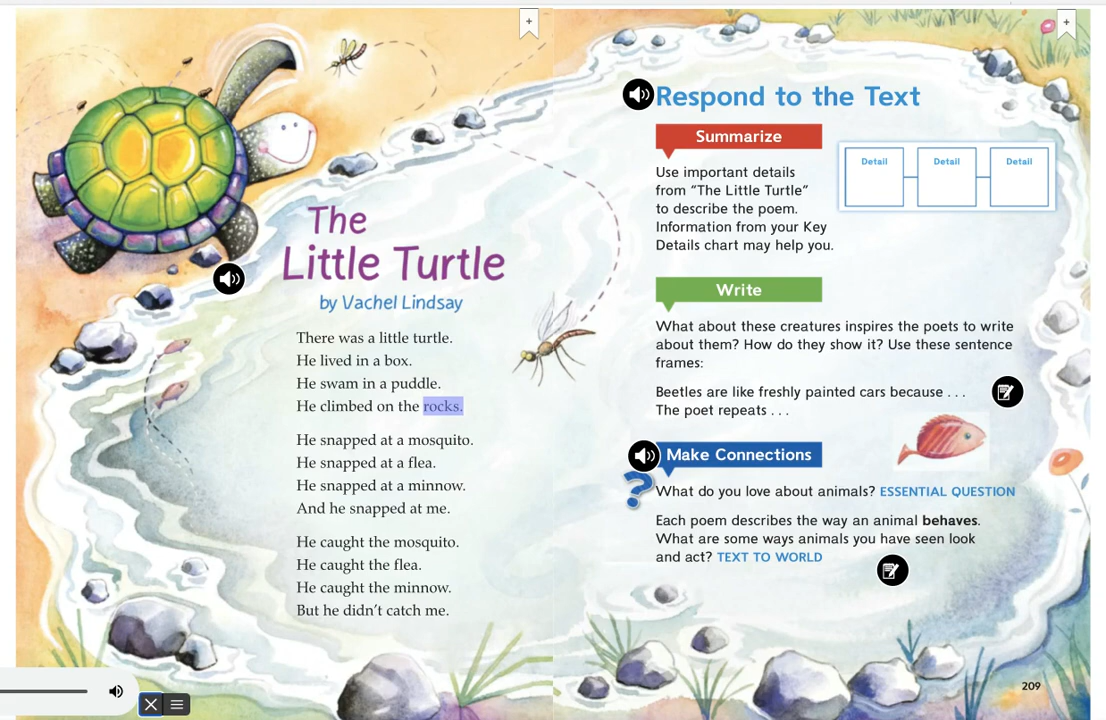 The
Little Turtle
by Vachel Lindsay
There was a little turtle.
He lived in a box.
He swam in a puddle.
He climbed on the rocks.
He snapped at a mosquito.
He snapped at a flea.
He snapped at a minnow.
And he snapped at me.
He caught the mosquito.
He caught the flea.
He caught the minnow.
But he didn't catch me.
Respond to the Text
Summarize
Use important details
from "The Little Turtle"
to describe the poem.
Information from your Key
Details chart may help you.
Detail Detail Detail
Write
What about these creatures inspires the poets to write
about them? How do they show it? Use these sentence
frames:
Beetles are like freshly painted cars because . . .
The poet repeats . . .
Make Connections
?
What do you love about animals? ESSENTIAL QUESTION
Each poem describes the way an animal behaves.
What are some ways animals you have seen look
and act? TEXT TO WORLD
209